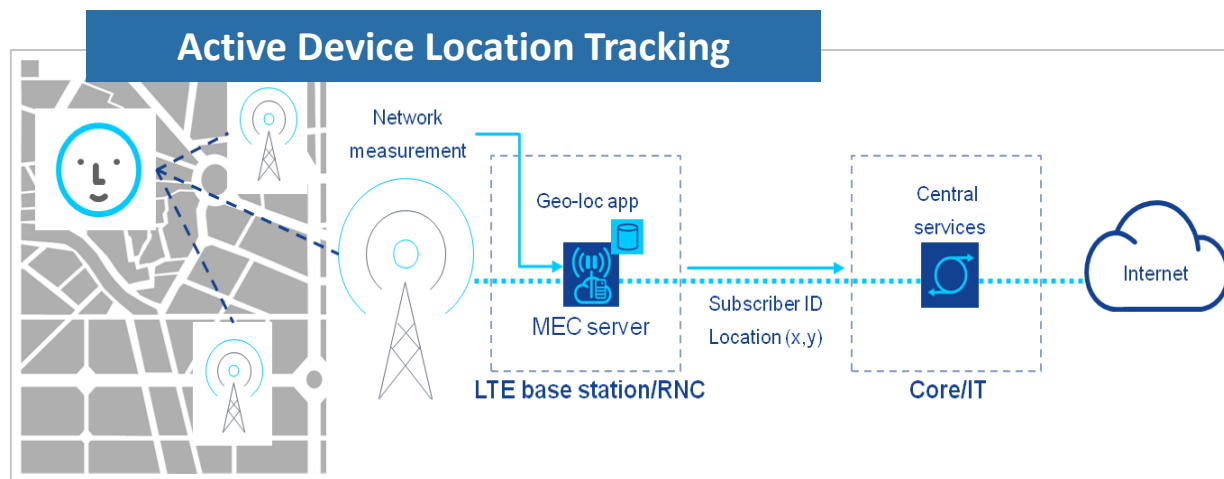 Active Device Location Tracking
Network
measurement
Geo-loc app
MEC server
LTE base station/RNC
Subscriber ID
Location (x,y)
Central
services
Core/IT
Internet